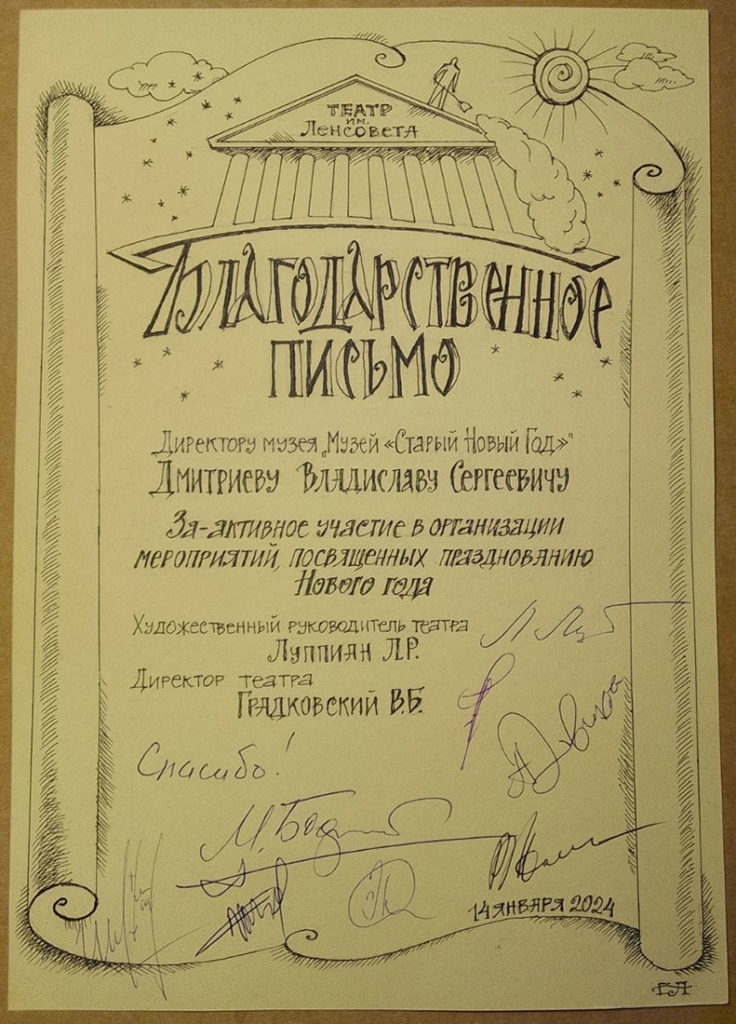 ТЕАТР
ИМ.
ЛЕНСОВЕТА
БЛАГОДАРСТВЕННОЕ
ПИСЬМО
Директору музея „Музей «Старый Новый Год»"
Дмитриеву Владиславу Сергеевичу
За активное участие в организации
мероприятий, посвященных празднованию
Нового года
Художественный руководитель театра
Луппиан Л.Р.
Директор театра
Градковский В.Б.
Спасибо!
14 ЯНВАРЯ 2024